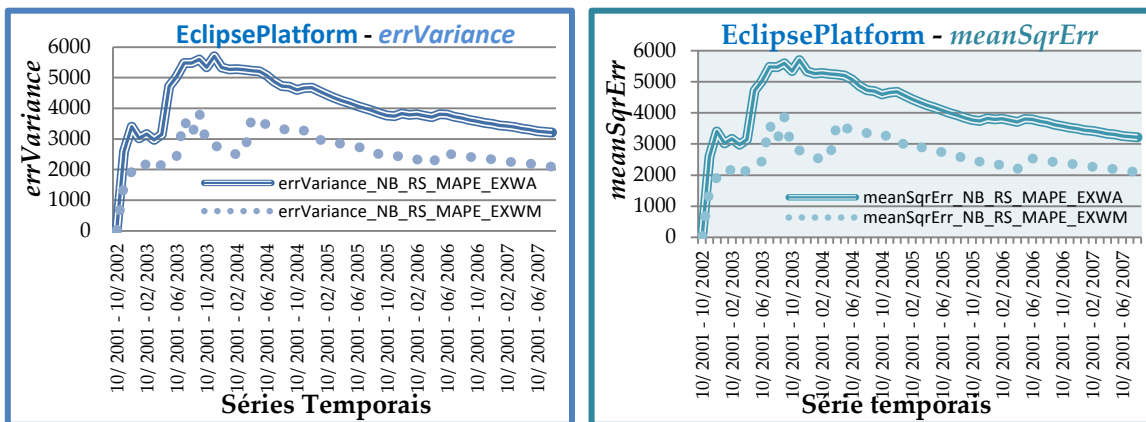 EclipsePlatform - errVariance
errVariance
6000
5000
4000
3000
2000
1000
0
errVariance_NB_RS_MAPE_EXWA
errVariance_NB_RS_MAPE_EXWM
10/ 2001 - 10/ 2002
10/ 2001 - 02/ 2003
10/ 2001 - 06/ 2003
10/ 2001 - 10/ 2003
10/ 2001 - 02/ 2004
10/ 2001 - 06/ 2004
10/ 2001 - 10/ 2004
10/ 2001 - 02/ 2005
10/ 2001 - 06/ 2005
10/ 2001 - 10/ 2005
10/ 2001 - 02/ 2006
10/ 2001 - 06/ 2006
10/ 2001 - 10/ 2006
10/ 2001 - 02/ 2007
10/ 2001 - 06/ 2007
Séries Temporais
EclipsePlatform - meanSqrErr
meanSqrErr
6000
5000
4000
3000
2000
1000
0
meanSqrErr_NB_RS_MAPE_EXWA
meanSqrErr_NB_RS_MAPE_EXWM
10/ 2001 - 10/ 2002
10/ 2001 - 02/ 2003
10/ 2001 - 06/ 2003
10/ 2001 - 10/ 2003
10/ 2001 - 02/ 2004
10/ 2001 - 06/ 2004
10/ 2001 - 10/ 2004
10/ 2001 - 02/ 2005
10/ 2001 - 06/ 2005
10/ 2001 - 10/ 2005
10/ 2001 - 02/ 2006
10/ 2001 - 06/ 2006
10/ 2001 - 10/ 2006
10/ 2001 - 02/ 2007
10/ 2001 - 06/ 2007
Série temporais